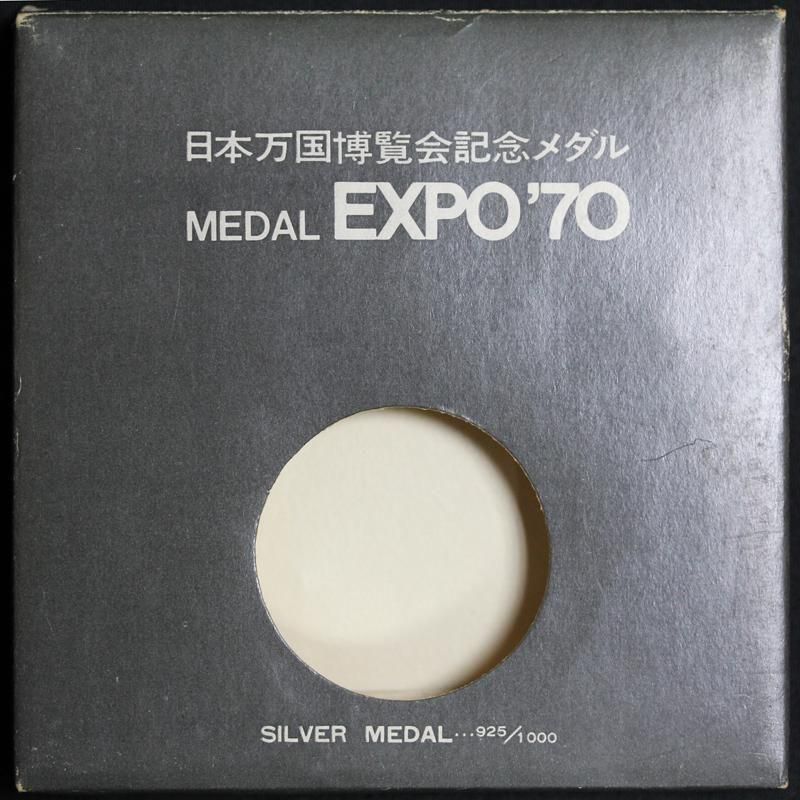 日本万国博覧会記念メダル
MEDAL EXPO'70
SILVER MEDAL...925/1000